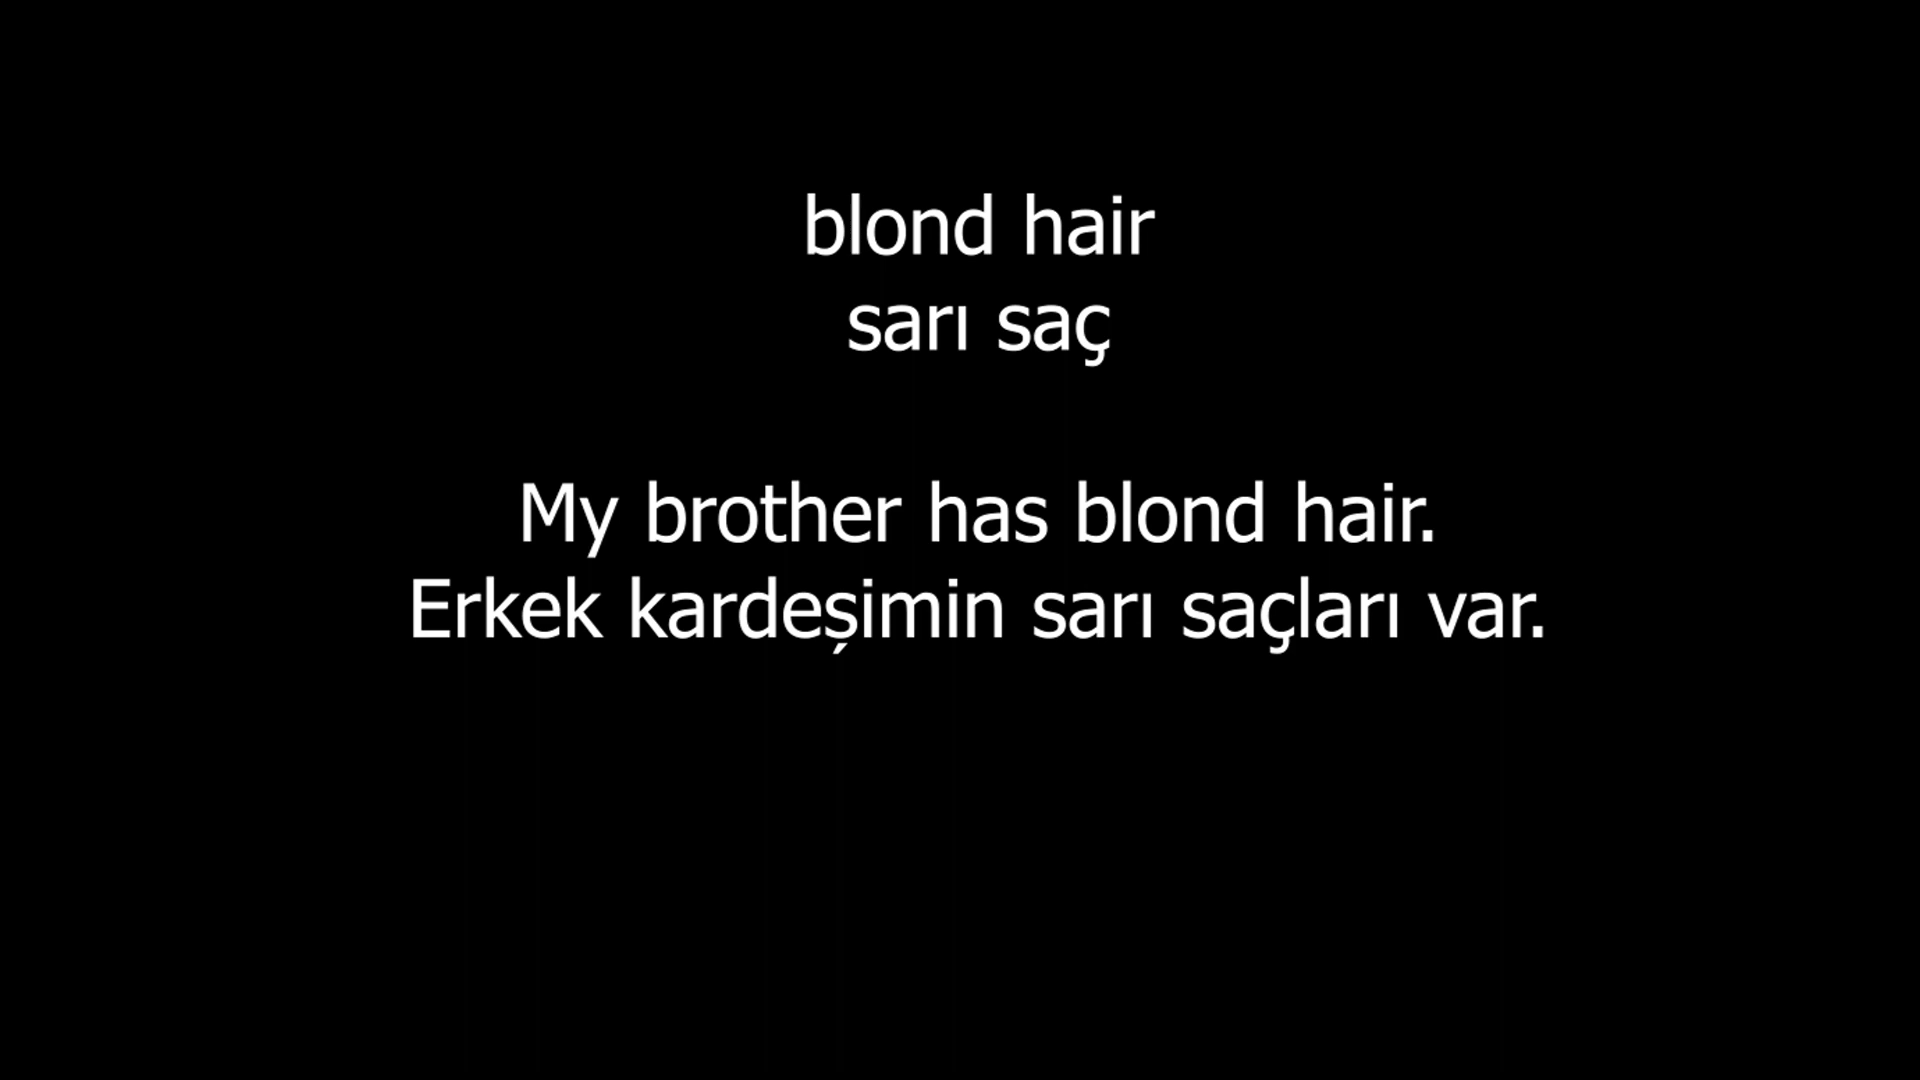 blond hair
sarı saç
My brother has blond hair.
Erkek kardeşimin sarı saçları var.